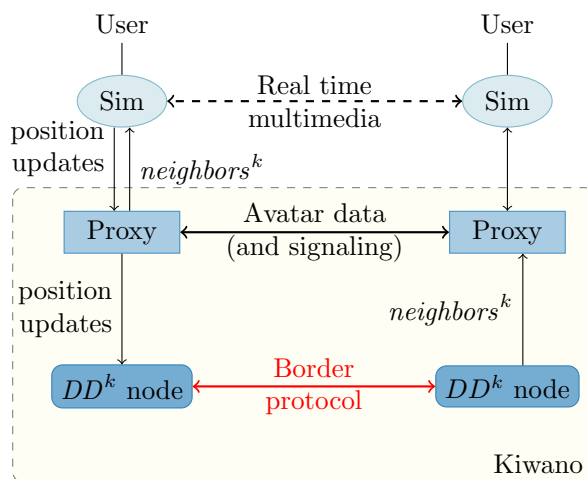 User
User
Sim
Real time
multimedia
Sim
position
updates
neighbors^k
Proxy
Avatar data
(and signaling)
Proxy
position
updates
neighbors^k
DD^k node
Border
protocol
DD^k node
Kiwano